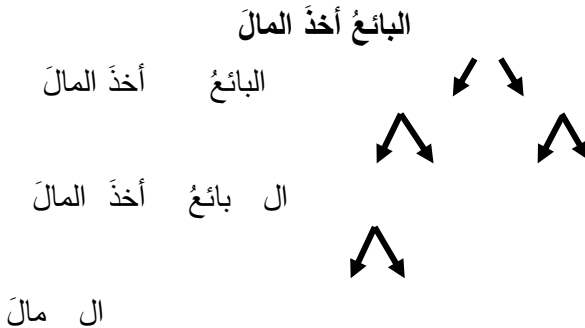 البائعُ أخذَ المالَ
البائعُ أخذَ المالَ
ال بائعُ أخذَ المالَ
ال مالَ